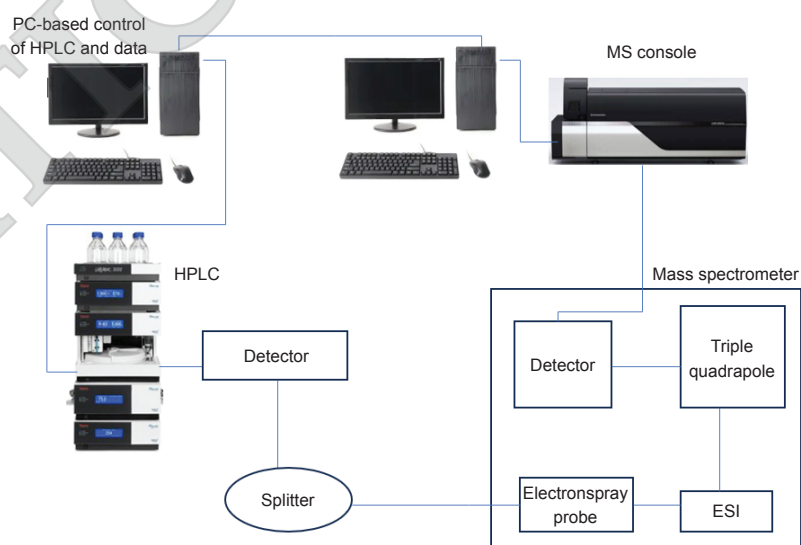 PC-based control
of HPLC and data
MS console
HPLC
Mass spectrometer
Detector
Detector
Triple
quadrapole
Splitter
Electronspray
probe
ESI